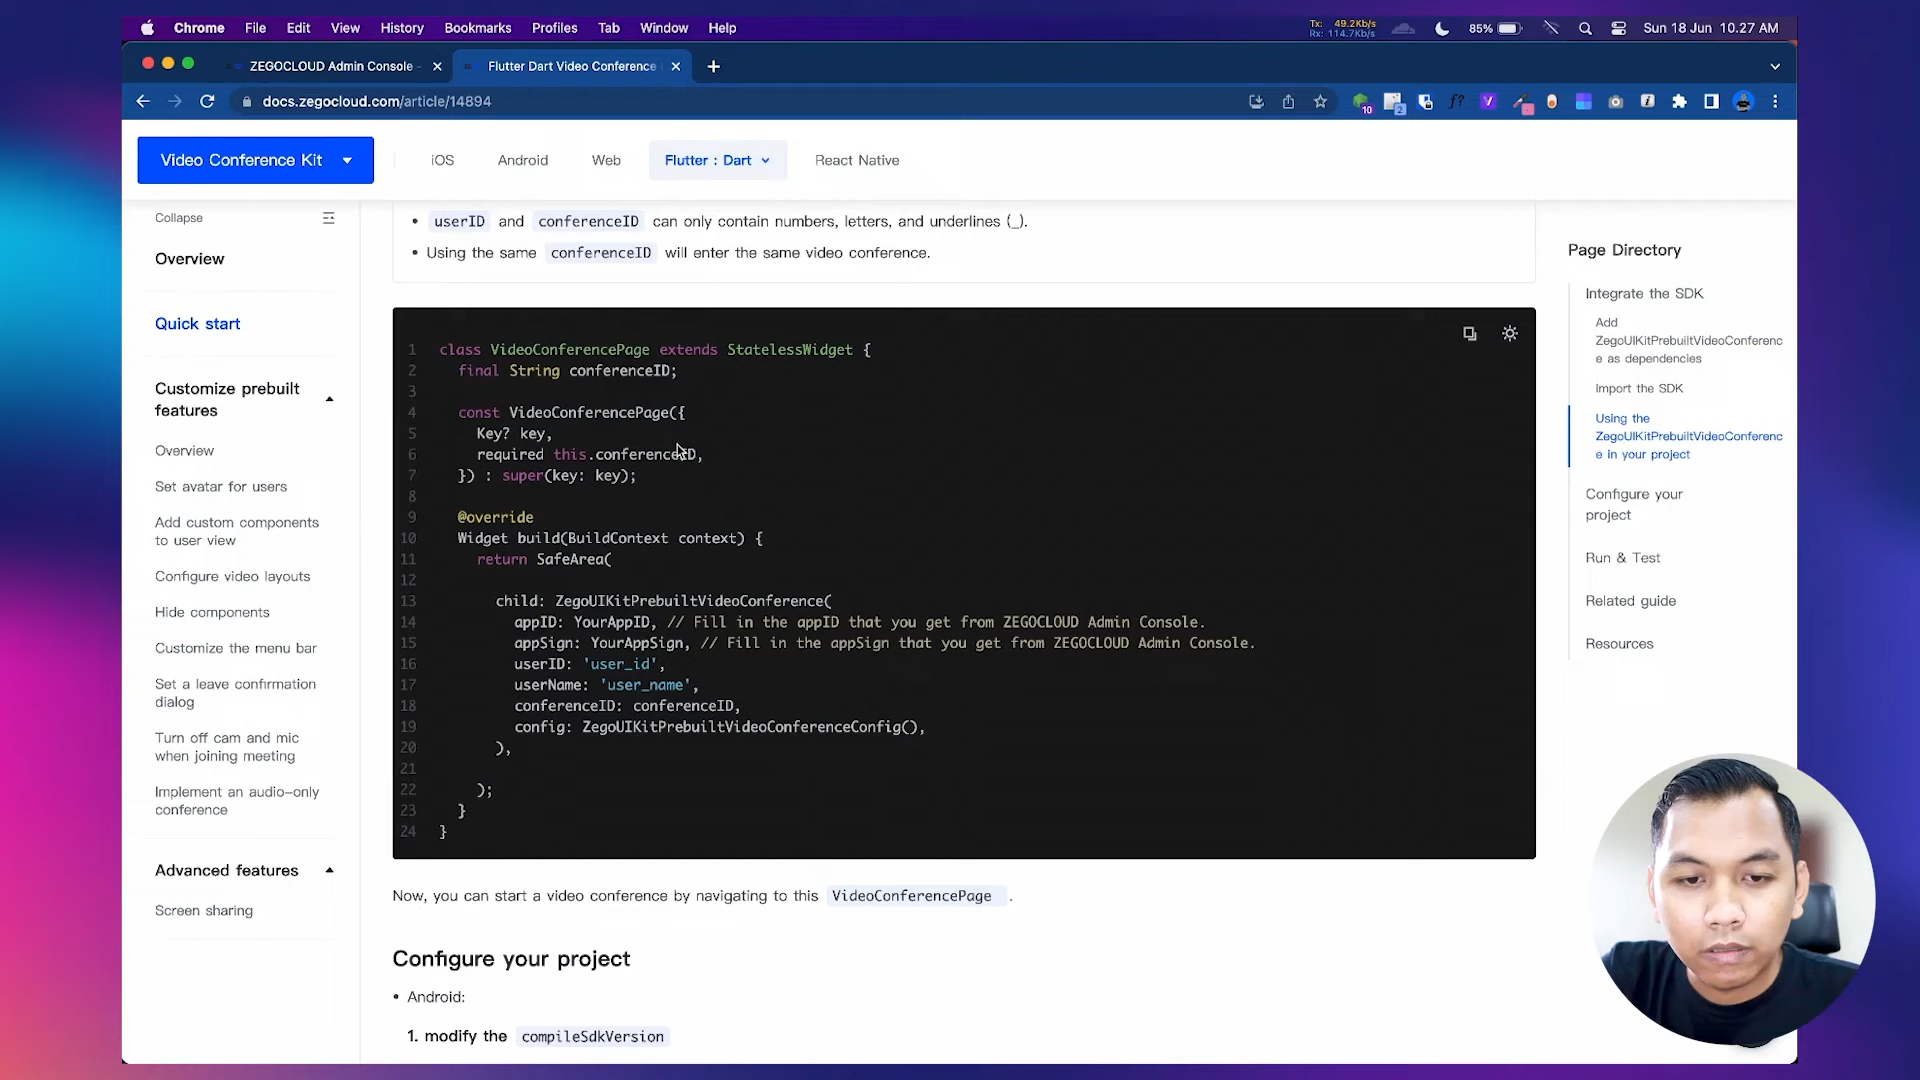 Chrome File Edit View History Bookmarks Profiles Tab Window Help
Tx: 49.2Kb/s
Rx: 114.7Kb/s
85%
Sun 18 Jun 10.27 AM
ZEGOCLOUD Admin Console -
Flutter Dart Video Conference
docs.zegocloud.com/article/14894
10
2
f?
Video Conference Kit
iOS
Android
Web
Flutter : Dart
React Native
Collapse
Overview
Quick start
Customize prebuilt
features
Overview
Set avatar for users
Add custom components
to user view
Configure video layouts
Hide components
Customize the menu bar
Set a leave confirmation
dialog
Turn off cam and mic
when joining meeting
Implement an audio-only
conference
Advanced features
Screen sharing
• userID and conferenceID can only contain numbers, letters, and underlines (_).
• Using the same conferenceID will enter the same video conference.
1 class VideoConferencePage extends StatelessWidget {
2 final String conferenceID;
3
4 const VideoConferencePage({
5 Key? key,
6 required this.conferenceID,
7 }) : super(key: key);
8
9 @override
10 Widget build(BuildContext context) {
11 return SafeArea(
12
13 child: ZegoUIKitPrebuiltVideoConference(
14 appID: YourAppID, // Fill in the appID that you get from ZEGOCLOUD Admin Console.
15 appSign: YourAppSign, // Fill in the appSign that you get from ZEGOCLOUD Admin Console.
16 userID: 'user_id',
17 userName: 'user_name',
18 conferenceID: conferenceID,
19 config: ZegoUIKitPrebuiltVideoConferenceConfig(),
20 ),
21
22 );
23 }
24 }
Now, you can start a video conference by navigating to this VideoConferencePage .
Configure your project
• Android:
1. modify the compileSdkVersion
Page Directory
Integrate the SDK
Add
ZegoUIKitPrebuiltVideoConferenc
e as dependencies
Import the SDK
Using the
ZegoUIKitPrebuiltVideoConferenc
e in your project
Configure your
project
Run & Test
Related guide
Resources